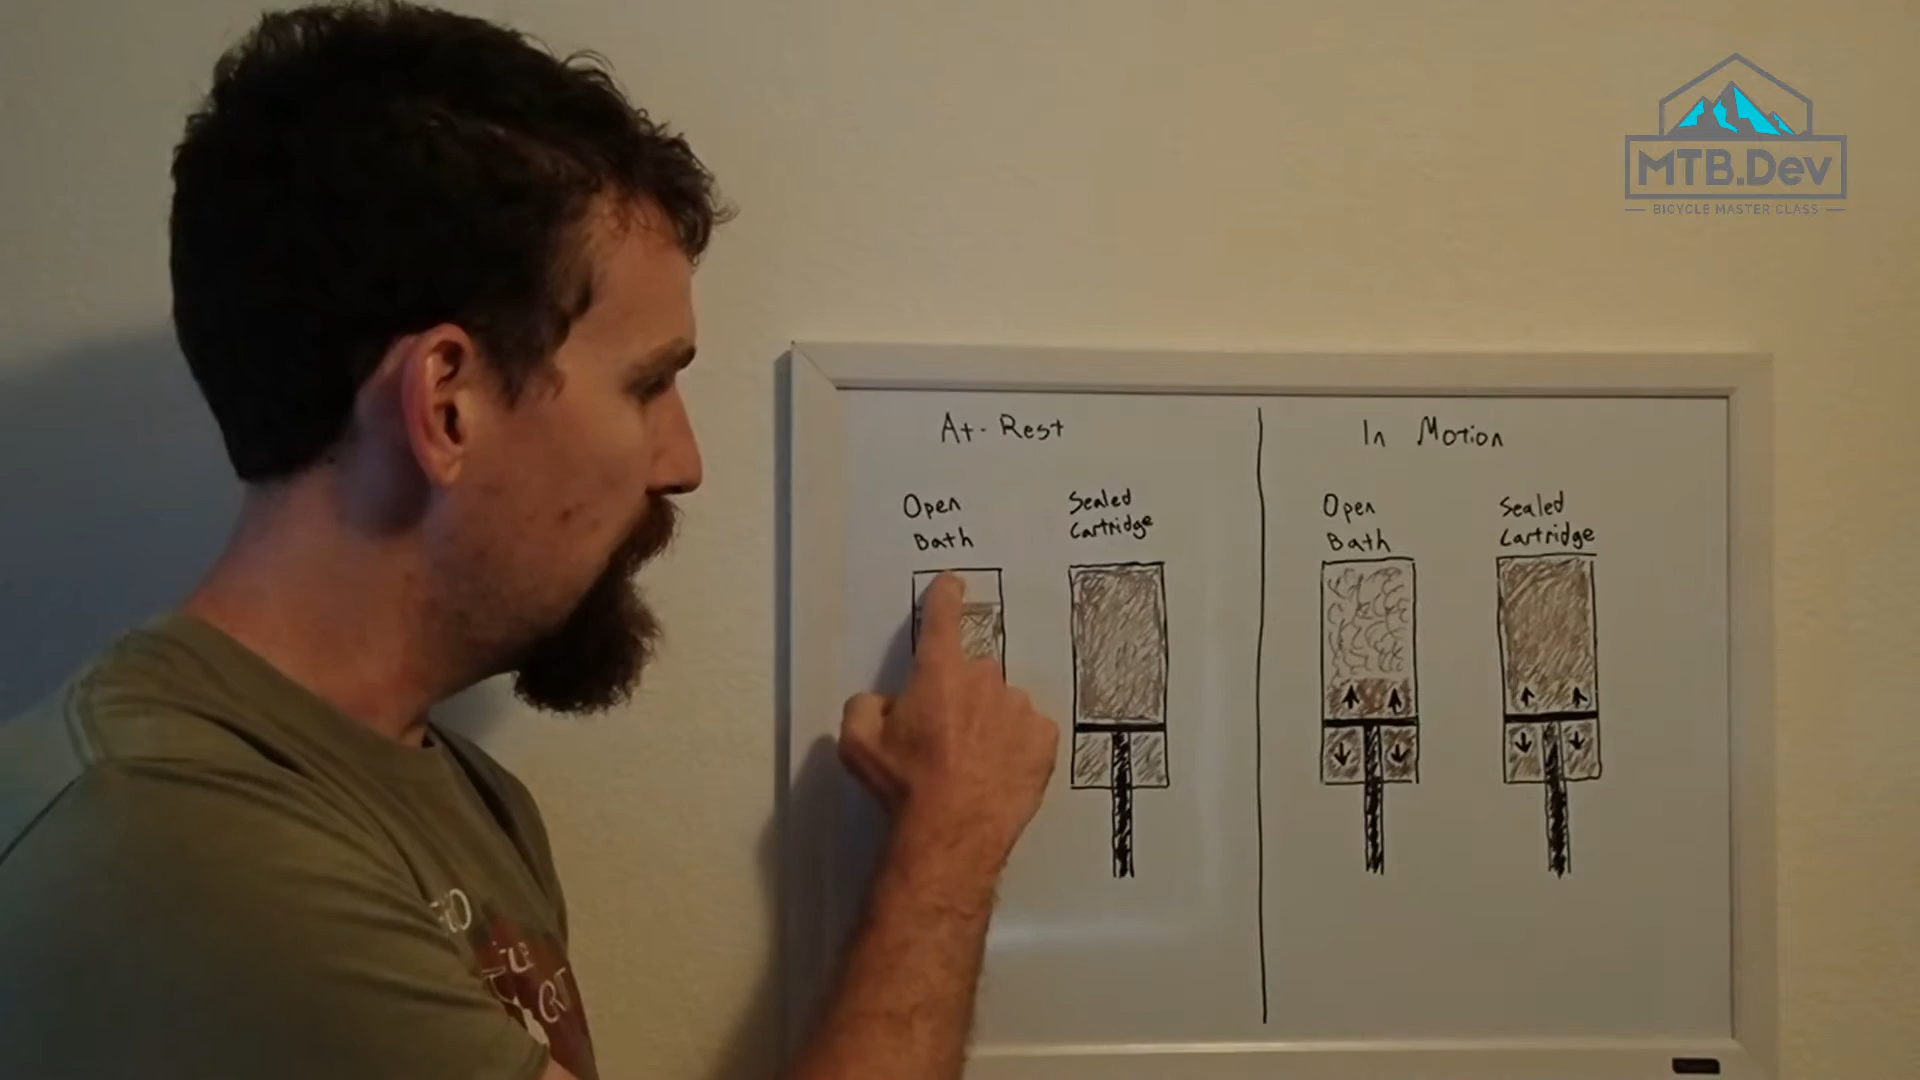 MTB.Dev
BICYCLE MASTER CLASS
At-Rest
In Motion
Open
Bath
Sealed
Cartridge
Open
Bath
Sealed
Cartridge